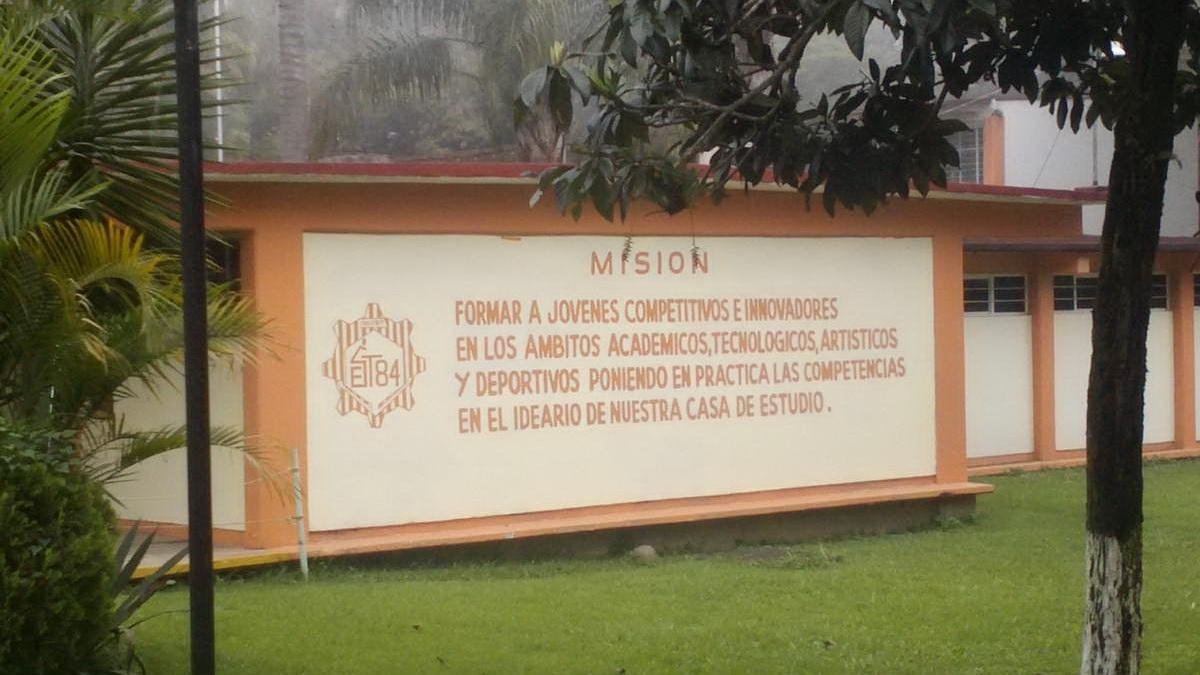 MISION
FORMAR A JOVENES COMPETITIVOS E INNOVADORES
EN LOS AMBITOS ACADEMICOS, TECNOLOGICOS, ARTISTICOS
Y DEPORTIVOS PONIENDO EN PRACTICA LAS COMPETENCIAS
EN EL IDEARIO DE NUESTRA CASA DE ESTUDIO.
84